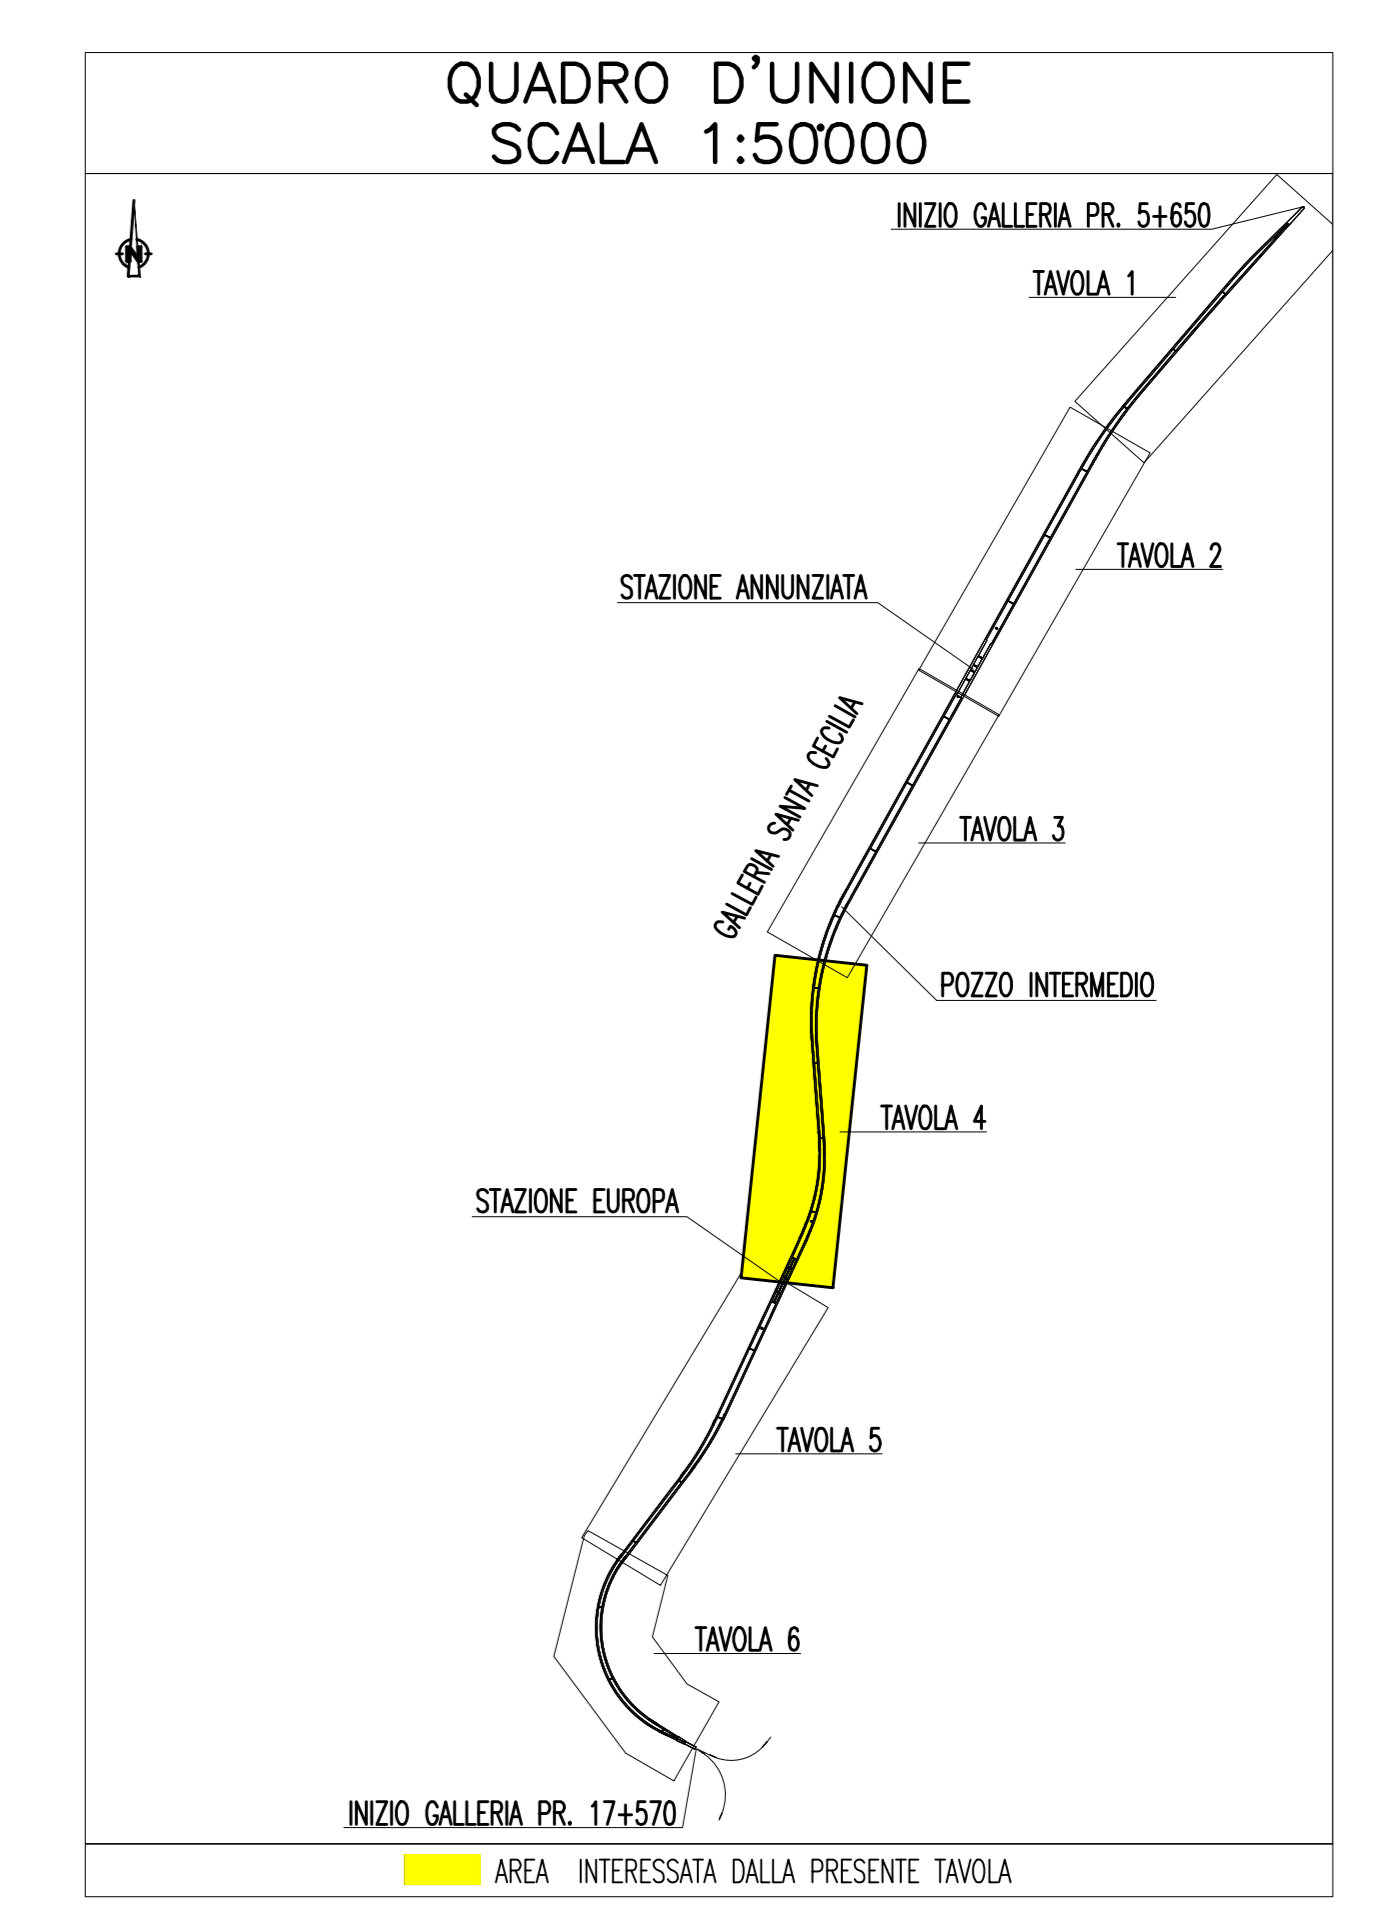 QUADRO D'UNIONE
SCALA 1:50'000
N
INIZIO GALLERIA PR. 5+650
TAVOLA 1
TAVOLA 2
STAZIONE ANNUNZIATA
GALLERIA SANTA CECILIA
TAVOLA 3
POZZO INTERMEDIO
TAVOLA 4
STAZIONE EUROPA
TAVOLA 5
TAVOLA 6
INIZIO GALLERIA PR. 17+570
AREA INTERESSATA DALLA PRESENTE TAVOLA